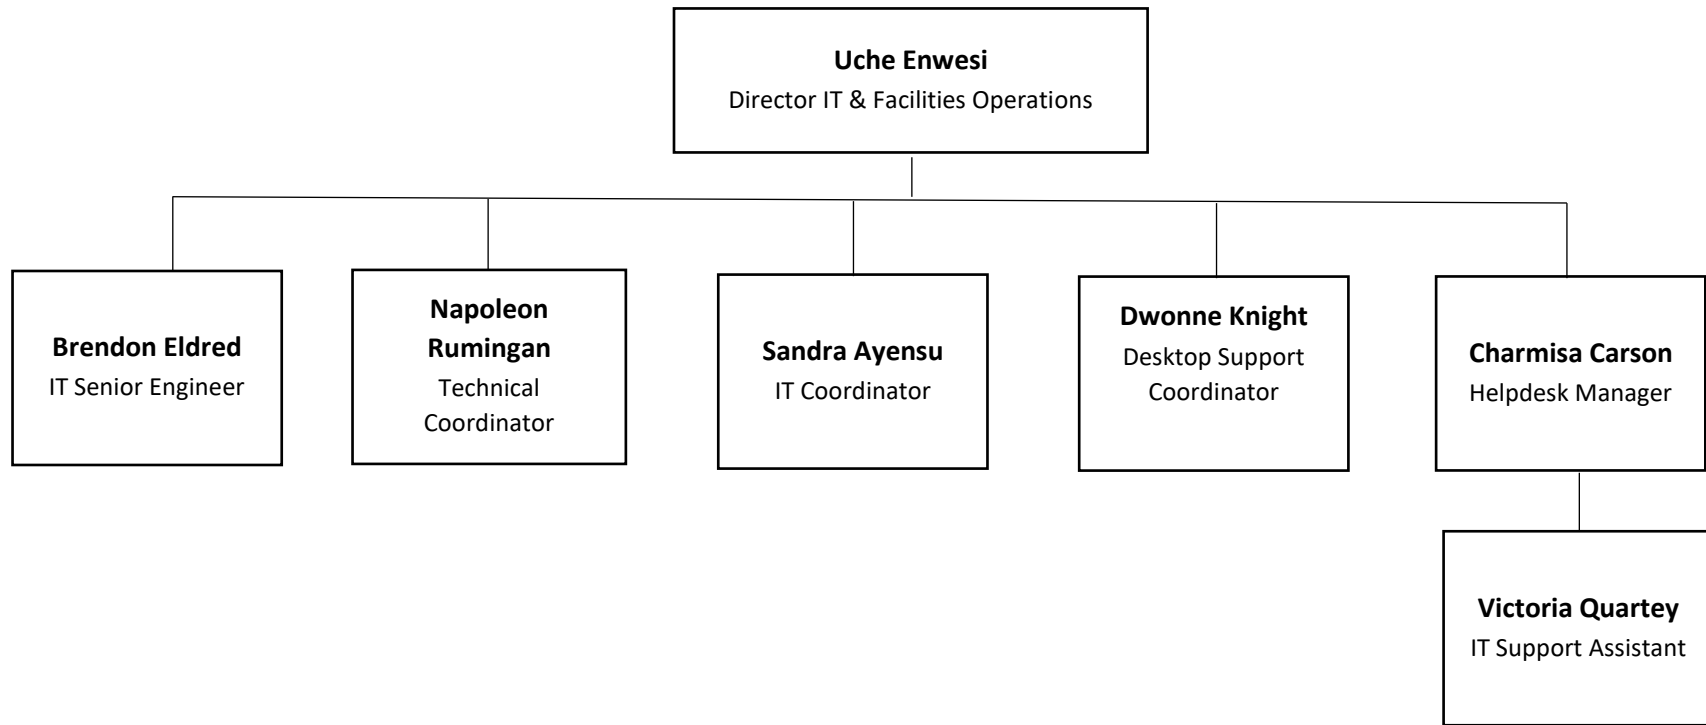 Uche Enwesi
Director IT & Facilities Operations
Brendon Eldred
IT Senior Engineer
Napoleon
Rumingan
Technical
Coordinator
Sandra Ayensu
IT Coordinator
Dwonne Knight
Desktop Support
Coordinator
Charmisa Carson
Helpdesk Manager
Victoria Quartey
IT Support Assistant